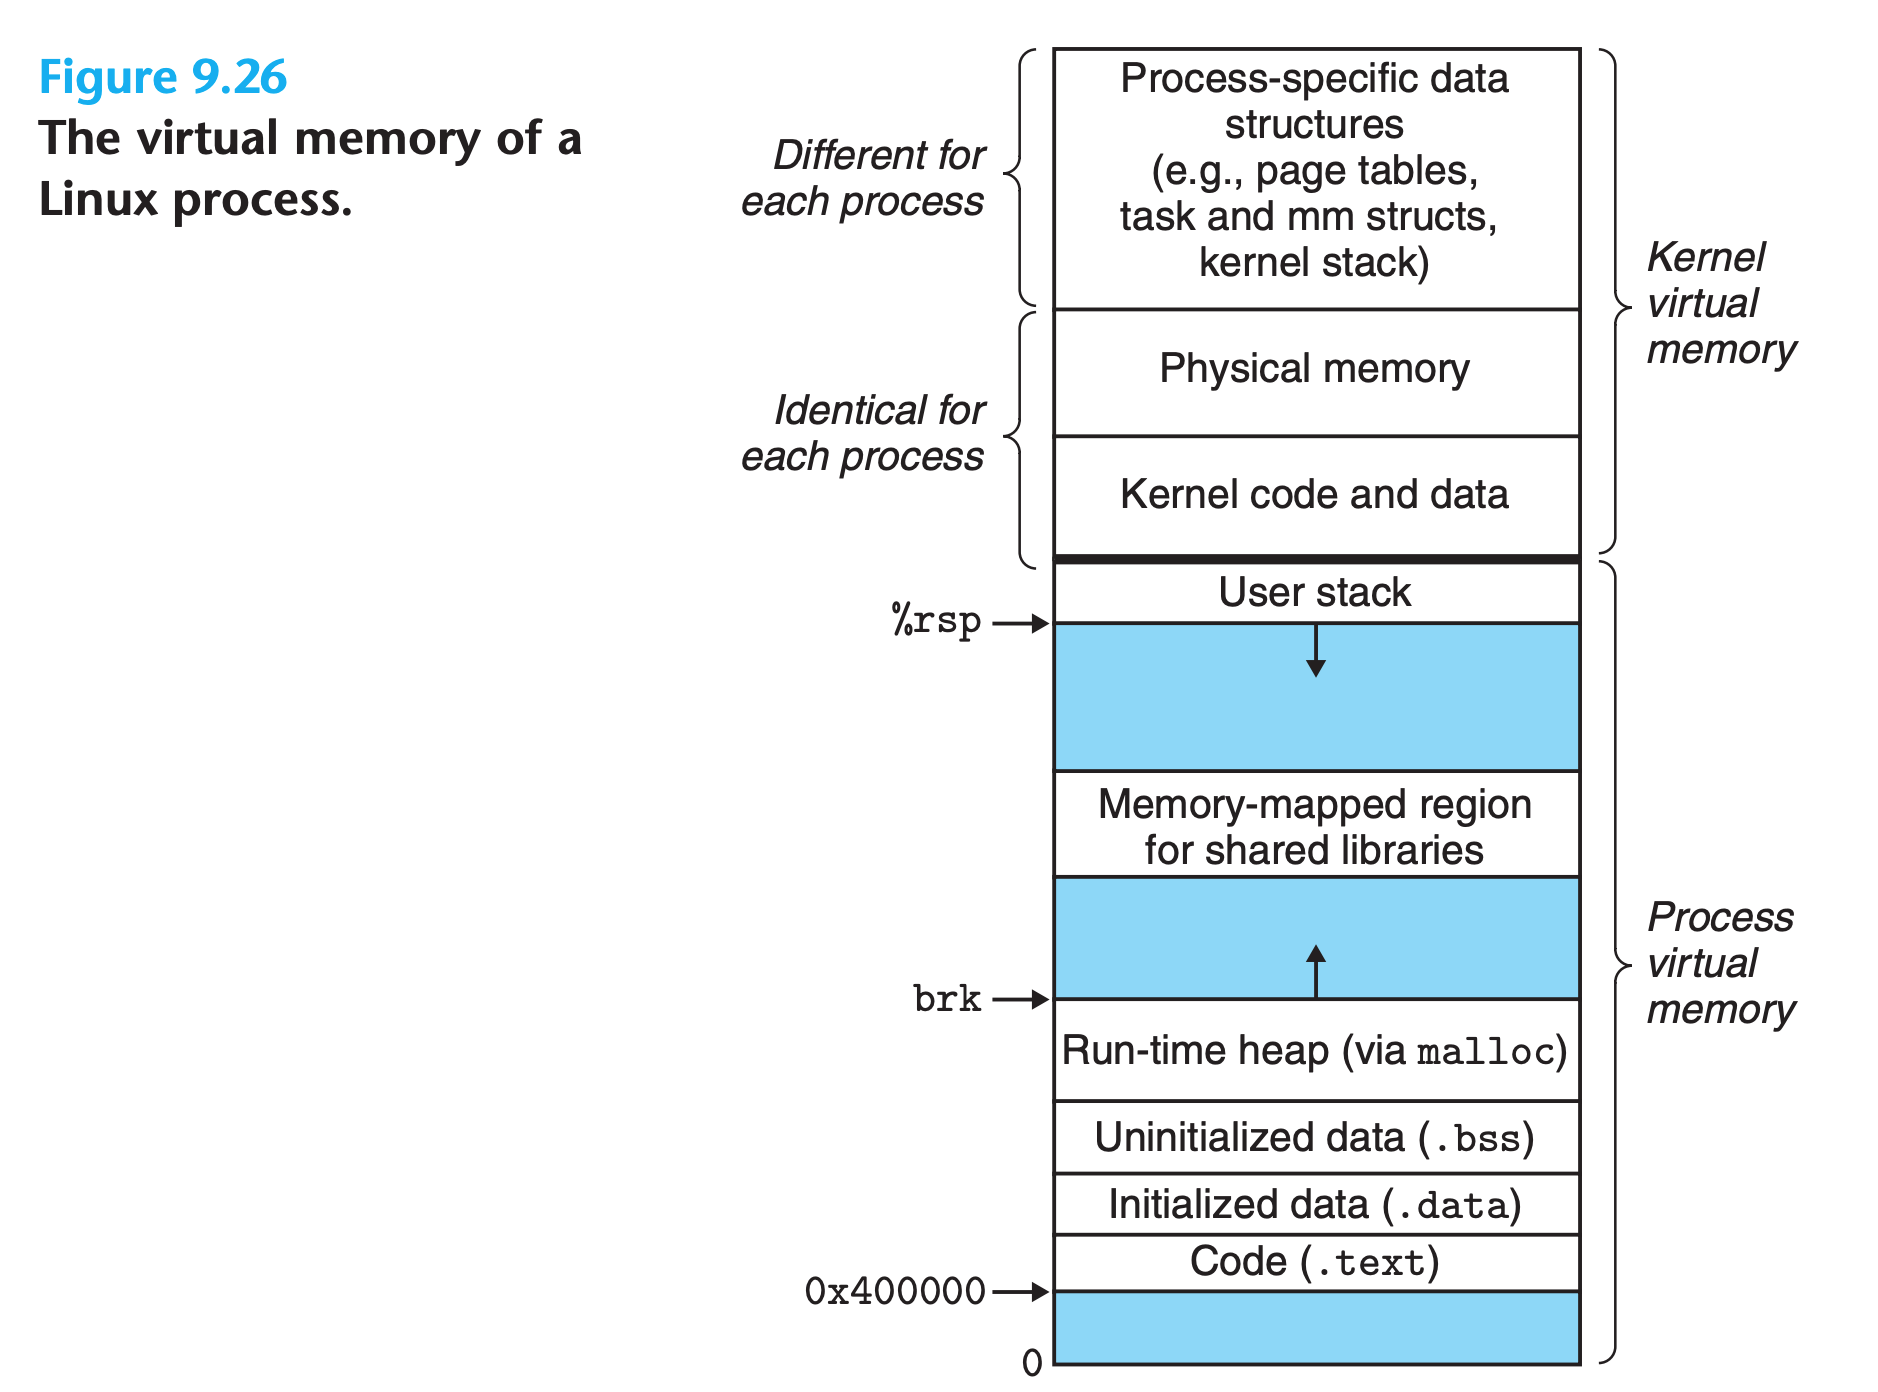 Figure 9.26
The virtual memory of a
Linux process.
Process-specific data
structures
(e.g., page tables,
task and mm structs,
kernel stack)
Different for
each process
Kernel
virtual
memory
Physical memory
Identical for
each process
Kernel code and data
User stack
%rsp
Memory-mapped region
for shared libraries
Process
virtual
memory
brk
Run-time heap (via malloc)
Uninitialized data (.bss)
Initialized data (.data)
Code (.text)
0x400000
0